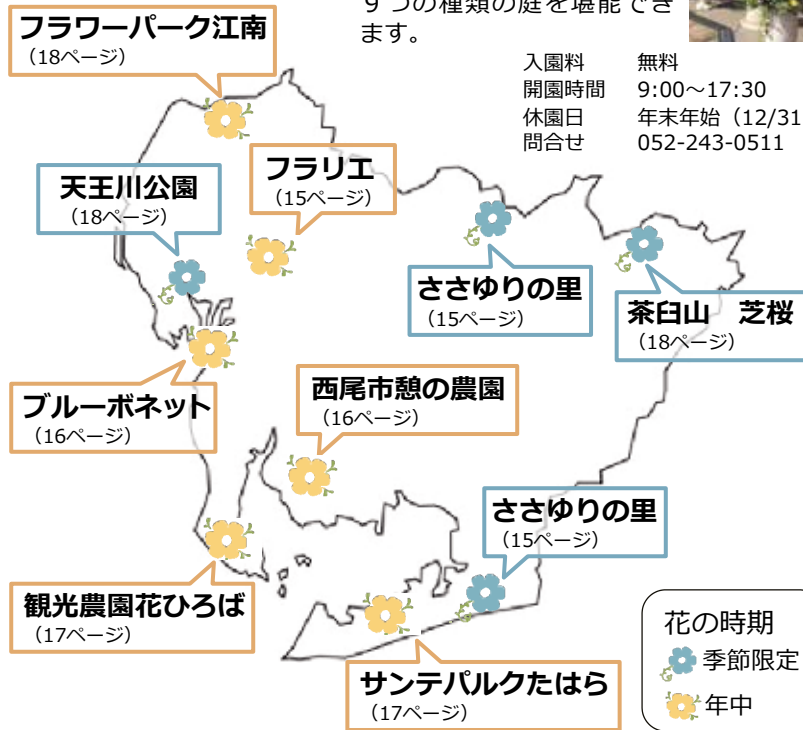 9つの種類の庭を堪能でき
ます。
入園料 無料
開園時間 9:00～17:30
休園日 年末年始（12/31
問合せ 052-243-0511
フラワーパーク江南
（18ページ）
フラリエ
（15ページ）
天王川公園
（18ページ）
ささゆりの里
（15ページ）
茶臼山　芝桜
（18ページ）
ブルーボネット
（16ページ）
西尾市憩の農園
（16ページ）
ささゆりの里
（15ページ）
観光農園花ひろば
（17ページ）
サンテパルクたはら
（17ページ）
花の時期
季節限定
年中